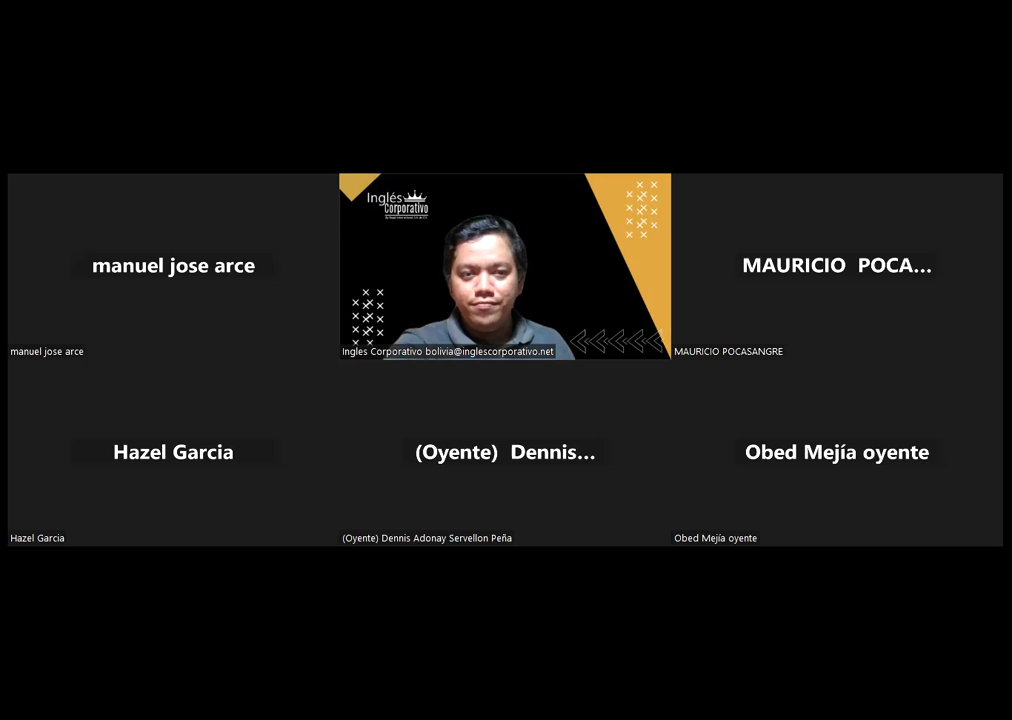 manuel jose arce
manuel jose arce
Inglés
Corporativo
Ingles Corporativo bolivia@inglescorporativo.net
MAURICIO POCA...
MAURICIO POCASANGRE
Hazel Garcia
Hazel Garcia
(Oyente) Dennis...
(Oyente) Dennis Adonay Servellon Peña
Obed Mejía oyente
Obed Mejía oyente